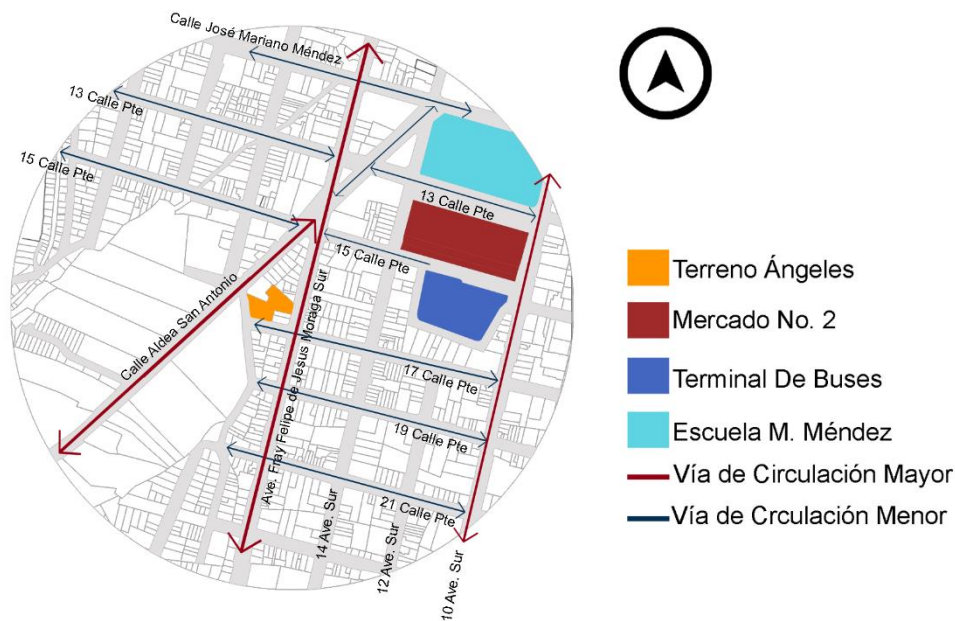 Calle José Mariano Méndez
13 Calle Pte
15 Calle Pte
13 Calle Pte
15 Calle Pte
Calle Aldea San Antonio
Ave. Fray Felipe de Jesus Moraga Sur
17 Calle Pte
19 Calle Pte
21 Calle Pte
14 Ave. Sur
12 Ave. Sur
10 Ave. Sur
Terreno Ángeles
Mercado No. 2
Terminal De Buses
Escuela M. Méndez
Vía de Circulación Mayor
Vía de Crculación Menor